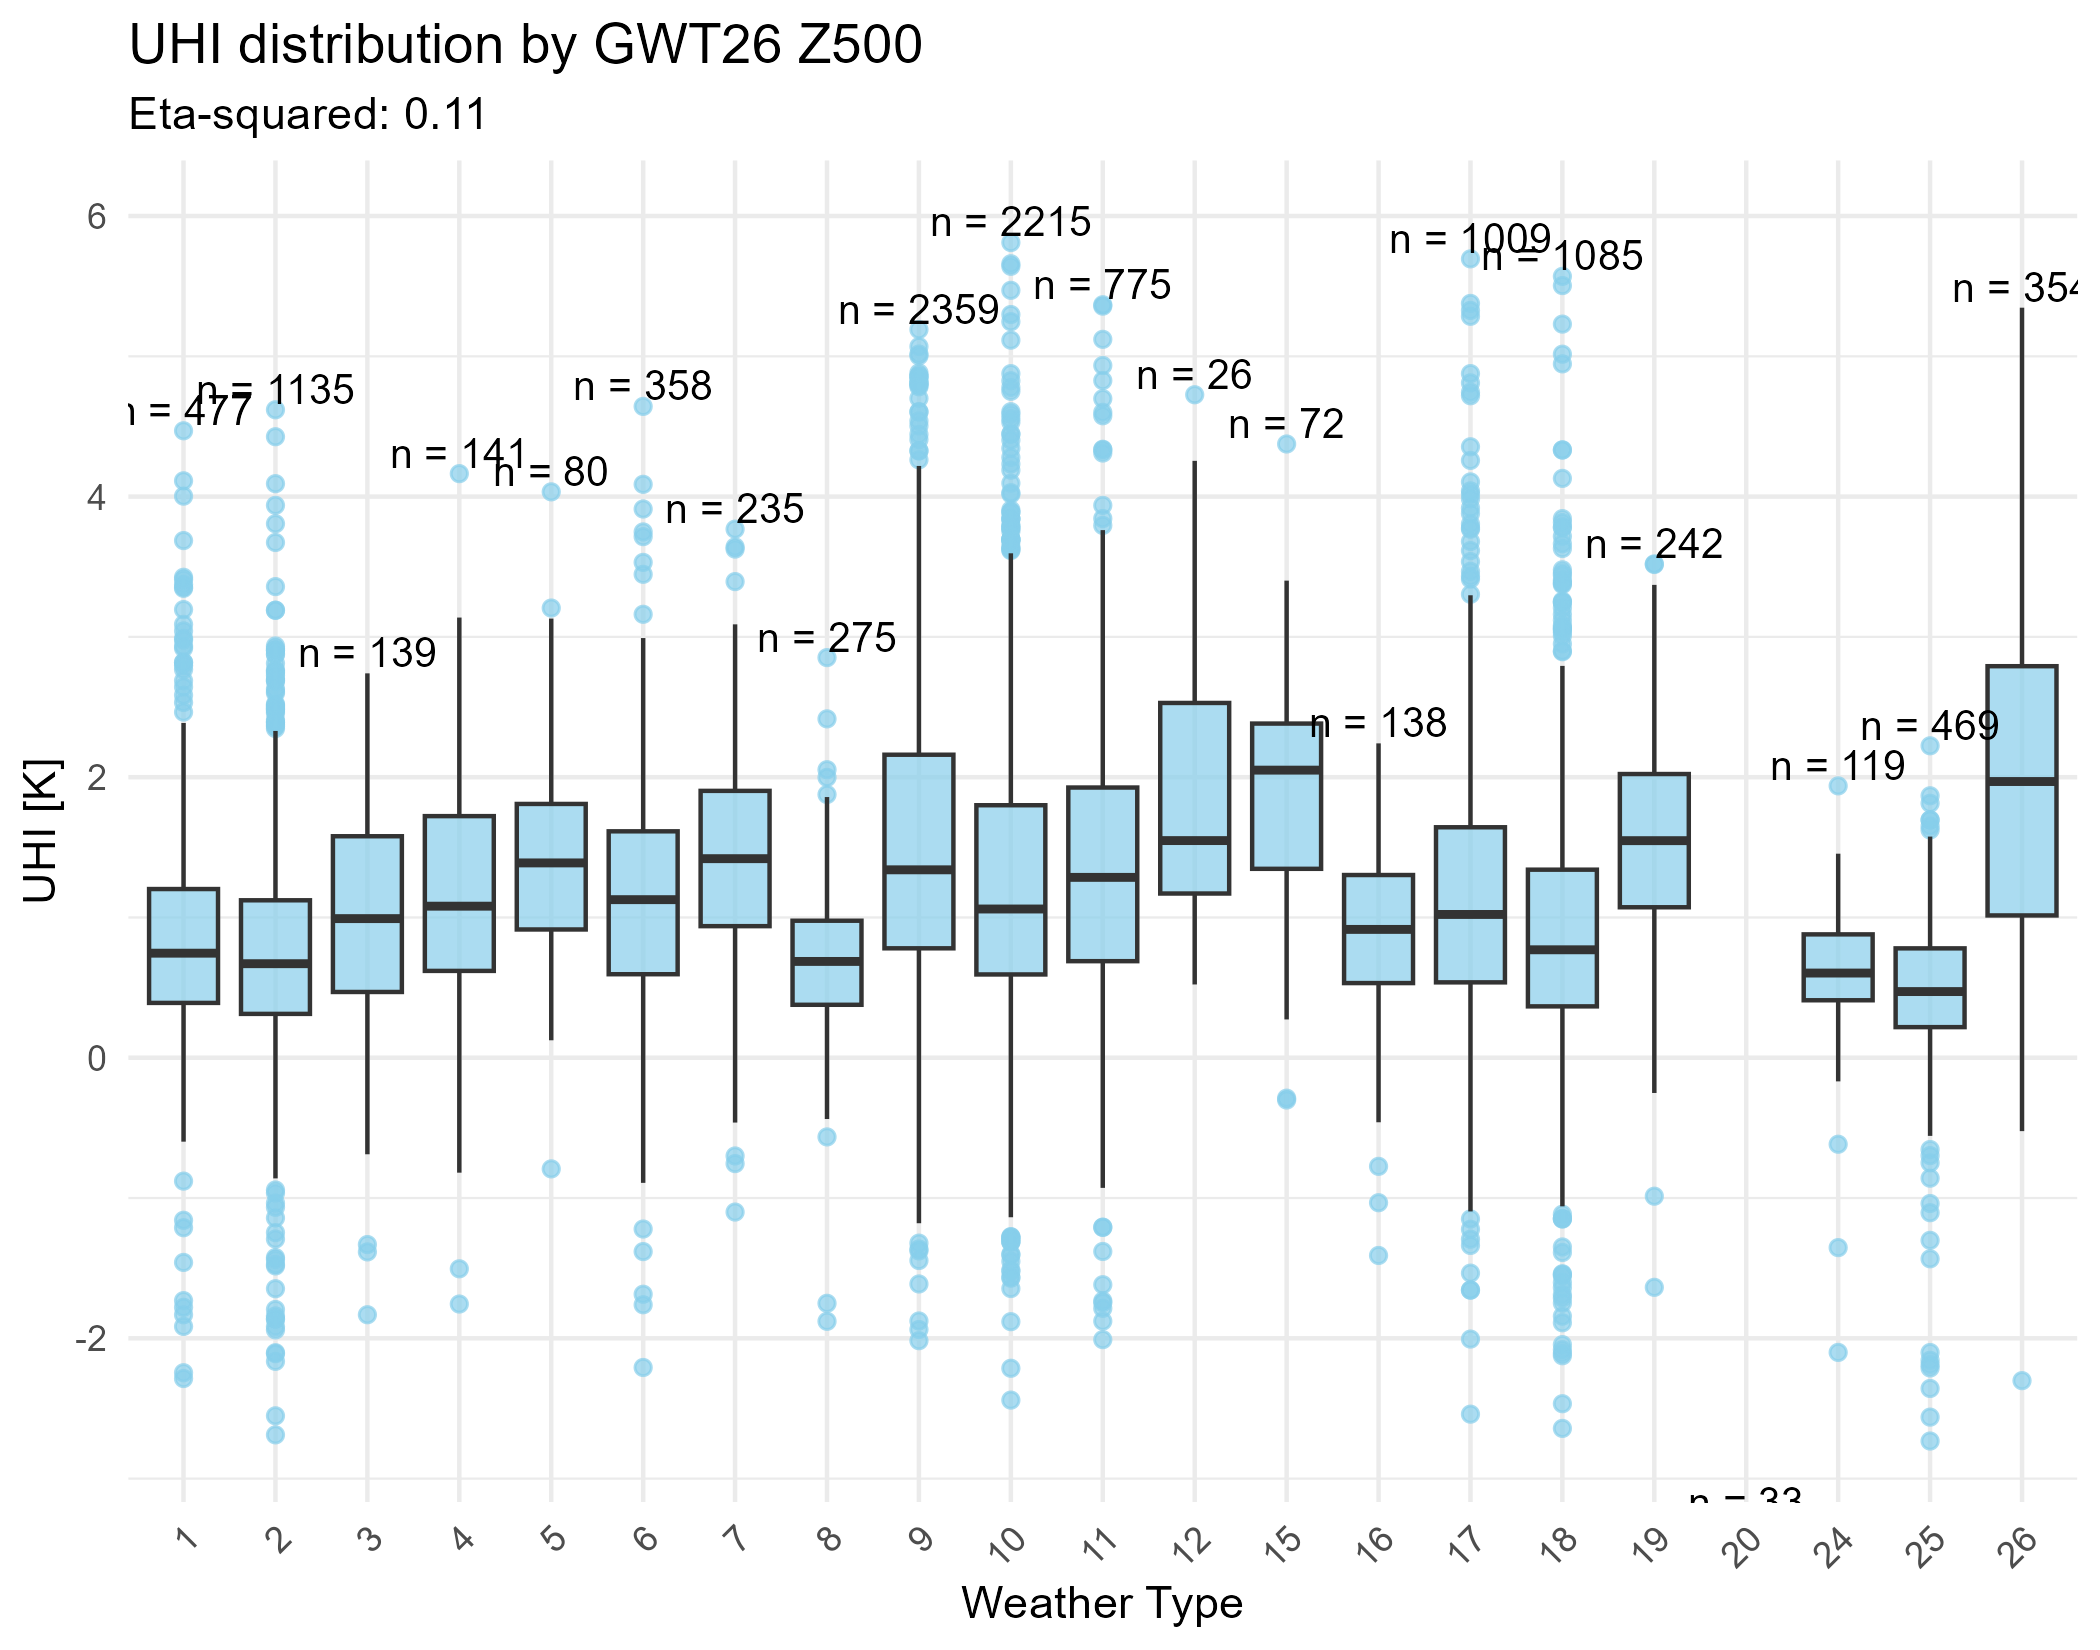 UHI distribution by GWT26 Z500
Eta-squared: 0.11
UHI [K]
6
4
2
0
-2
n = 477
n = 1135
n = 139
n = 141
n = 80
n = 358
n = 235
n = 275
n = 2359
n = 2215
n = 775
n = 26
n = 72
n = 138
n = 1009
n = 1085
n = 242
n = 33
n = 119
n = 469
n = 354
1 2 3 4 5 6 7 8 9 10 11 12 15 16 17 18 19 20 24 25 26
Weather Type